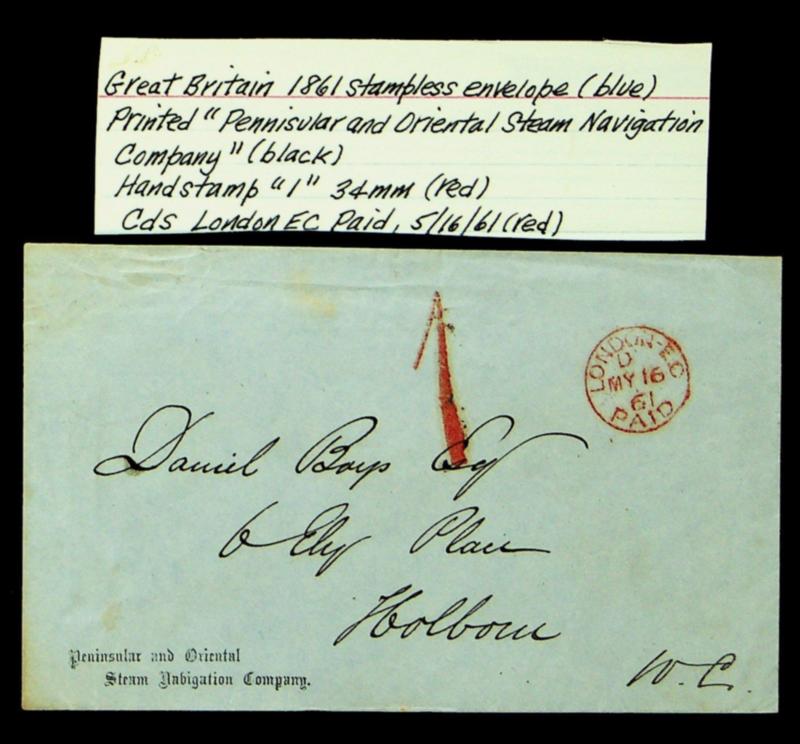 Great Britain 1861 stampless envelope (blue)
Printed "Pennisular and Oriental Steam Navigation
Company" (black)
Handstamp "1" 34mm (red)
Cds London EC Paid, 5/16/61 (red)
1
LONDON-E.C
D
MY 16
61
PAID
Daniel Boys Esq
6 Ely Place
Holborn
W.C.
Peninsular and Oriental
Steam Navigation Company.